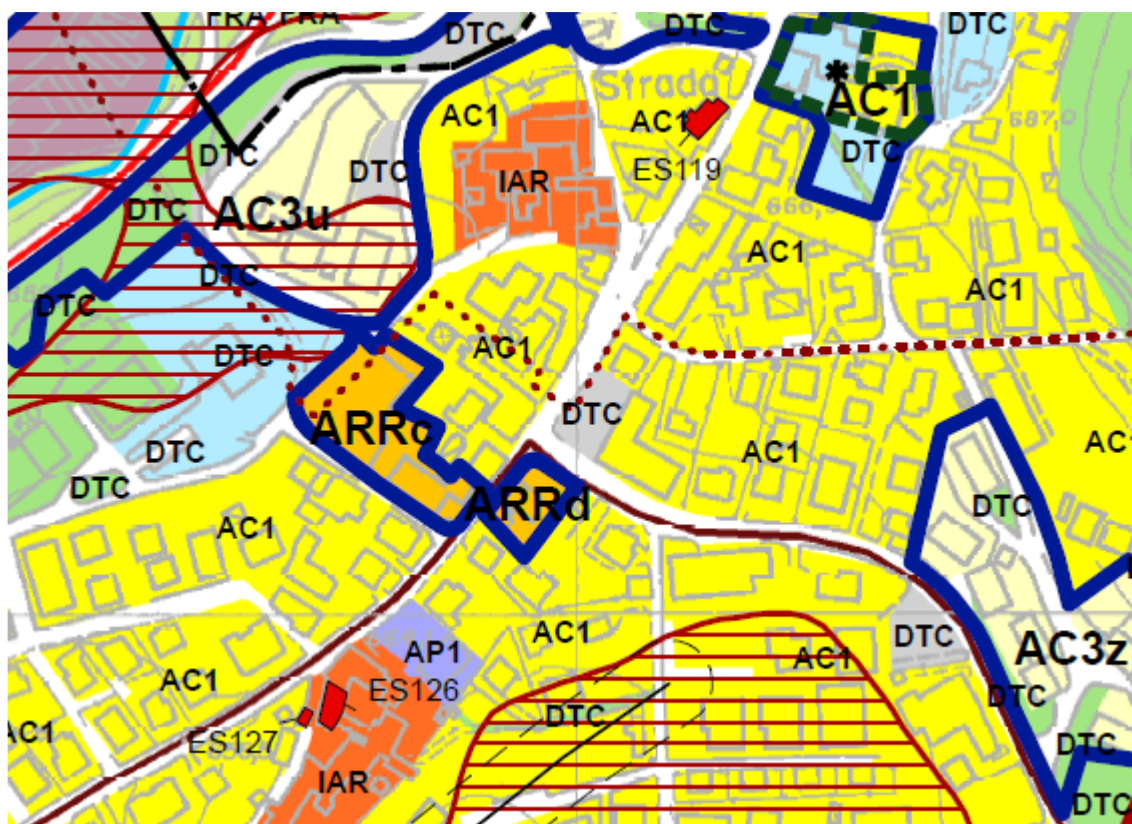 FRA FRA
DTC
DTC
DTC
AC1
Strada
AC1
AC1
687,0
DTC
DTC
DTC
IAR
ES119
DTC
AC3u
666,
AC1
DTC
AC1
DTC
DTC
AC1
ARRc
DTC
AC1
AC1
DTC
DTC
ARRd
DTC
AC1
AP1
AC1
DTC
AC1
AC3z
AC1
ES126
DTC
DTC
AC1
ES127
DTC
IAR
DTC